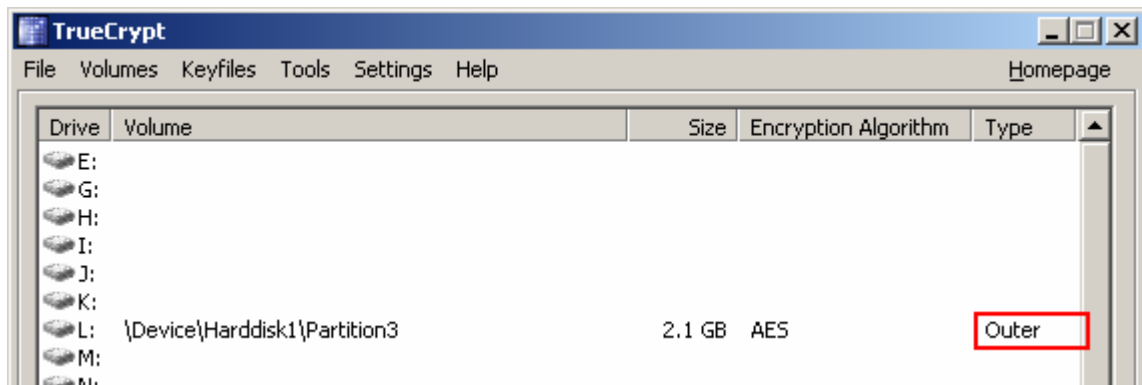 TrueCrypt
File Volumes Keyfiles Tools Settings Help Homepage
Drive Volume Size Encryption Algorithm Type
E:
G:
H:
I:
J:
K:
L: \Device\Harddisk1\Partition3 2.1 GB AES Outer
M:
N: